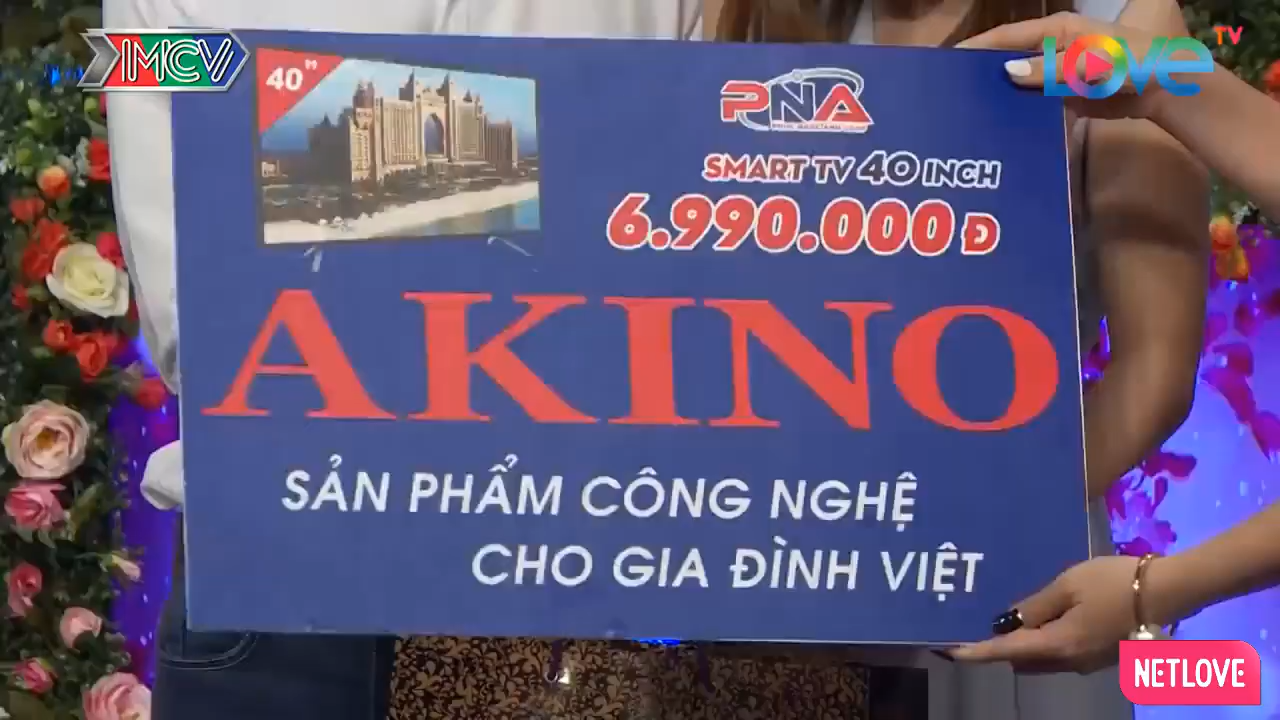 MCV
LOVE TV
40"
PNA
SMART TV 40 INCH
6.990.000 Đ
AKINO
SẢN PHẨM CÔNG NGHỆ
CHO GIA ĐÌNH VIỆT
NETLOVE